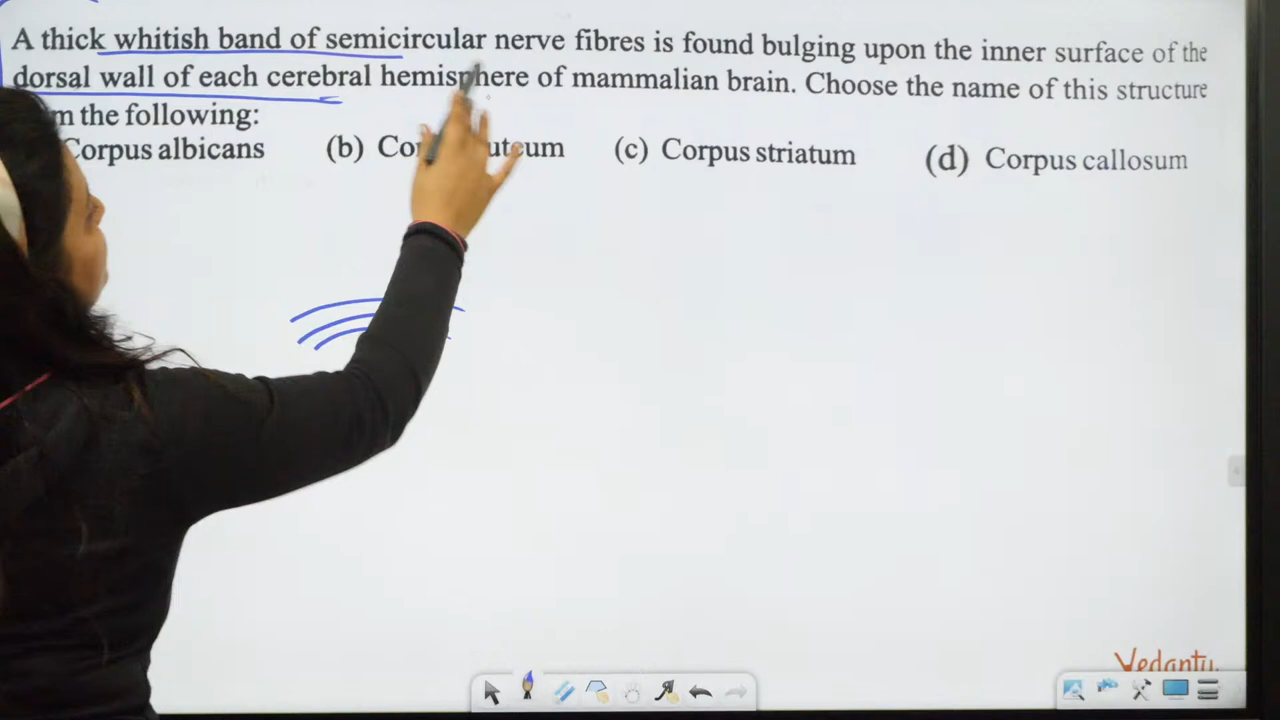 A thick whitish band of semicircular nerve fibres is found bulging upon the inner surface of the
dorsal wall of each cerebral hemisphere of mammalian brain. Choose the name of this structure
the following:
Corpus albicans (b) (c) Corpus striatum (d) Corpus callosum
Vedantu